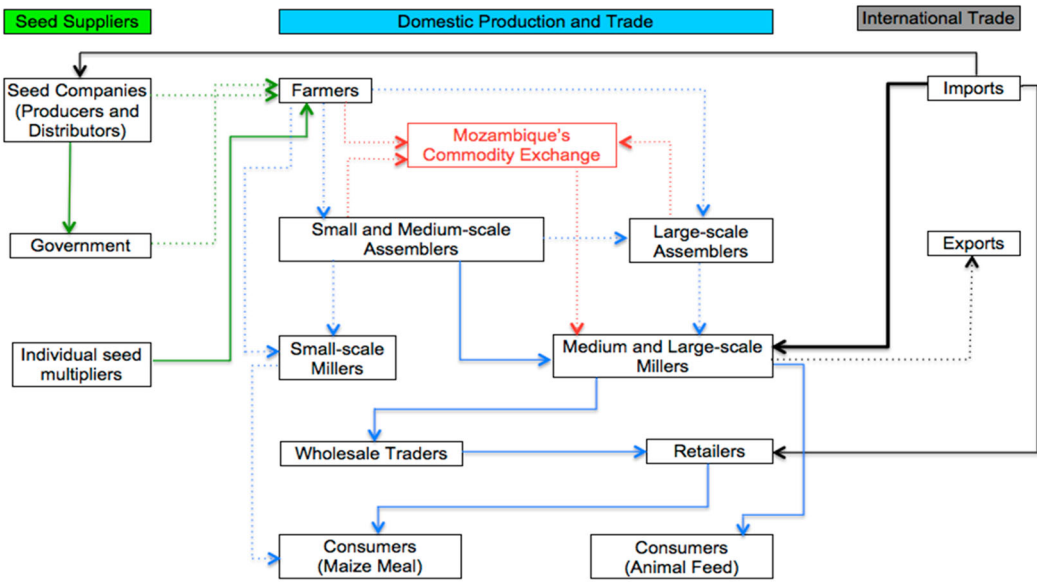 Seed Suppliers
Domestic Production and Trade
International Trade
Seed Companies
(Producers and
Distributors)
Farmers
Imports
Mozambique's
Commodity Exchange
Government
Small and Medium-scale
Assemblers
Large-scale
Assemblers
Exports
Individual seed
multipliers
Small-scale
Millers
Medium and Large-scale
Millers
Wholesale Traders
Retailers
Consumers
(Maize Meal)
Consumers
(Animal Feed)